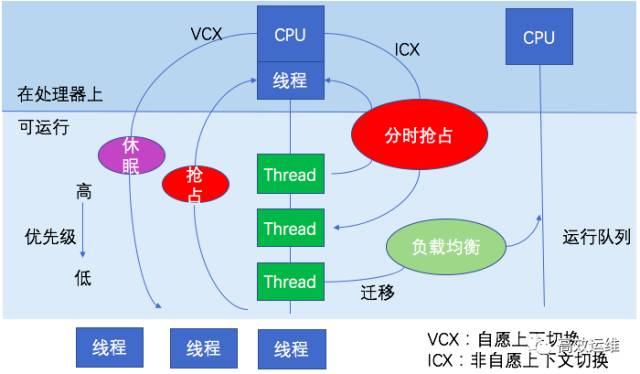 VCX
CPU
ICX
CPU
线程
在处理器上
可运行
休眠
抢占
分时抢占
Thread
Thread
Thread
高
优先级
低
负载均衡
运行队列
迁移
线程
线程
线程
VCX：自愿上下文切换
ICX：非自愿上下文切换
高效运维